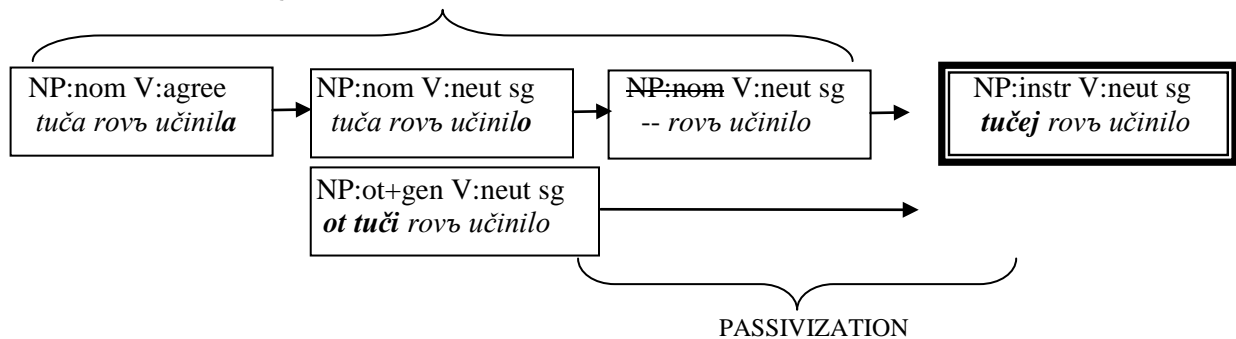 NP:nom V:agree
tuča rovъ učinila
NP:nom V:neut sg
tuča rovъ učinilo
NP:nom V:neut sg
-- rovъ učinilo
NP:instr V:neut sg
tučej rovъ učinilo
NP:ot+gen V:neut sg
ot tuči rovъ učinilo
PASSIVIZATION